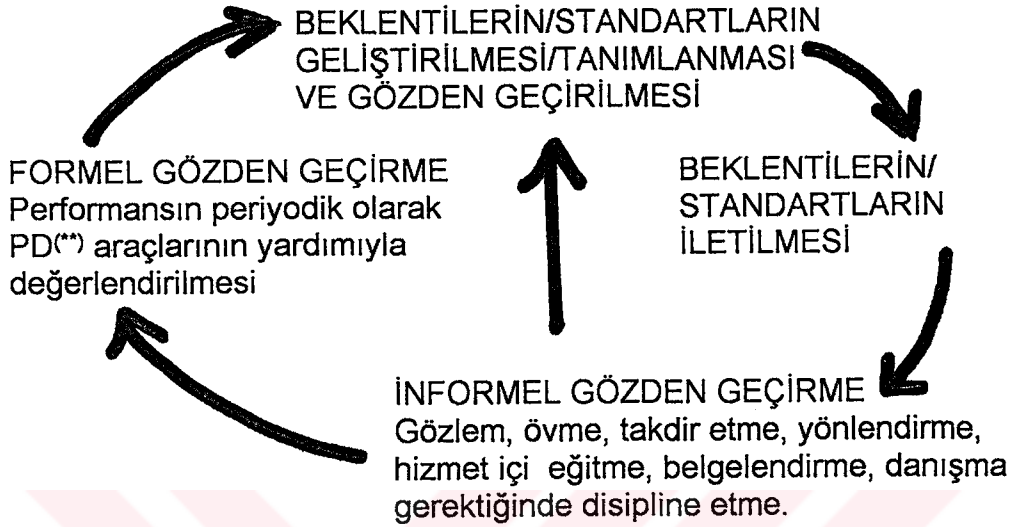 BEKLENTİLERİN/STANDARTLARIN
GELİŞTİRİLMESİ/TANIMLANMASI
VE GÖZDEN GEÇİRİLMESİ
FORMEL GÖZDEN GEÇİRME
Performansın periyodik olarak
PD(**) araçlarının yardımıyla
değerlendirilmesi
BEKLENTİLERİN/
STANDARTLARIN
İLETİLMESİ
İNFORMEL GÖZDEN GEÇİRME
Gözlem, övme, takdir etme, yönlendirme,
hizmet içi eğitme, belgelendirme, danışma
gerektiğinde disipline etme.